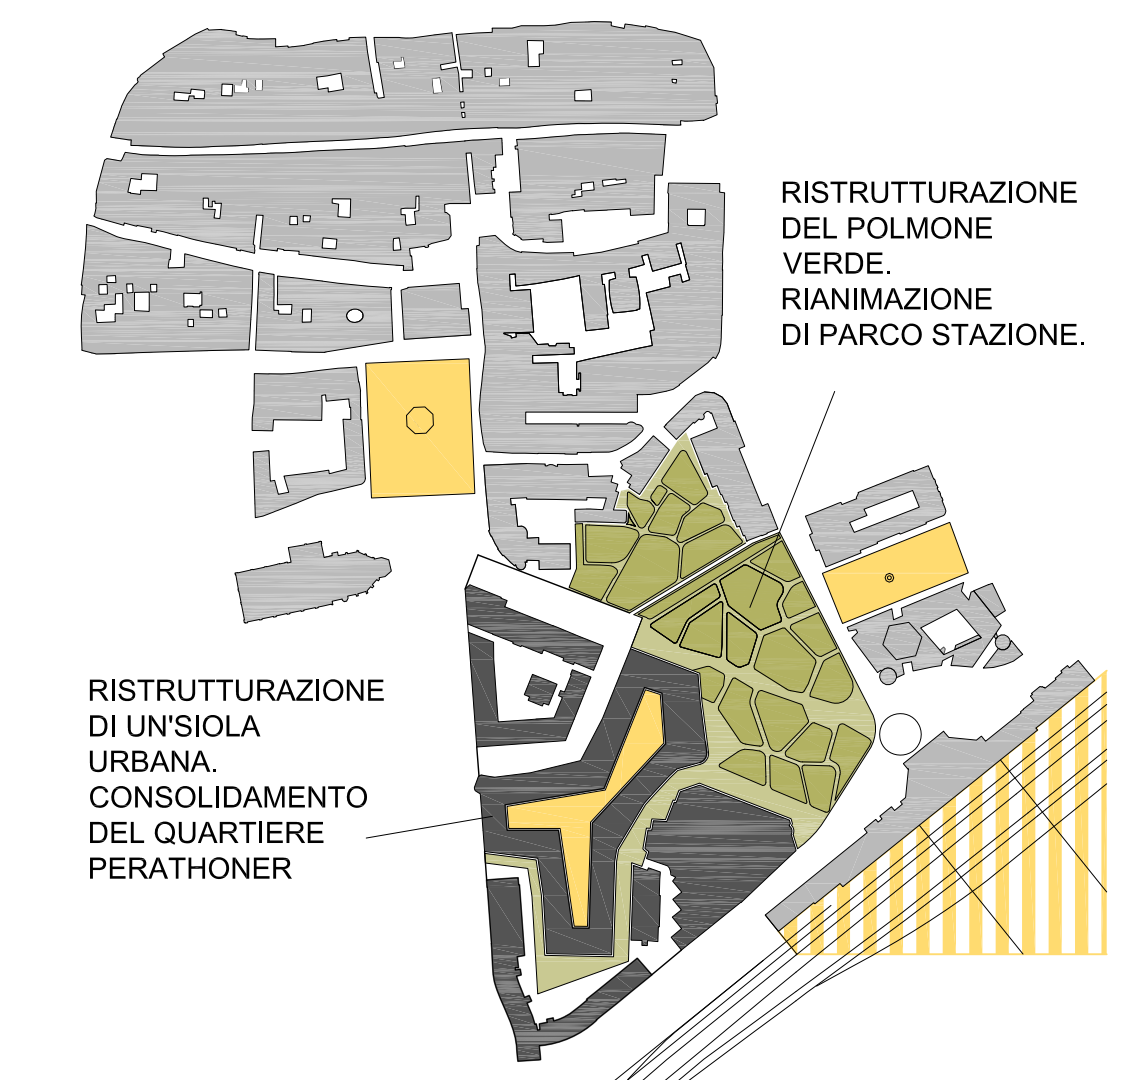 RISTRUTTURAZIONE
DEL POLMONE
VERDE.
RIANIMAZIONE
DI PARCO STAZIONE.
RISTRUTTURAZIONE
DI UN'SIOLA
URBANA.
CONSOLIDAMENTO
DEL QUARTIERE
PERATHONER